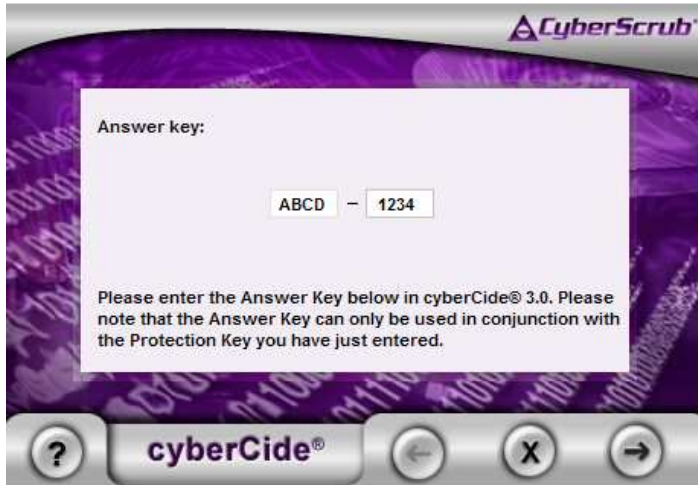 CyberScrub
Answer key:
ABCD – 1234
Please enter the Answer Key below in cyberCide® 3.0. Please
note that the Answer Key can only be used in conjunction with
the Protection Key you have just entered.
? cyberCide® ← X →